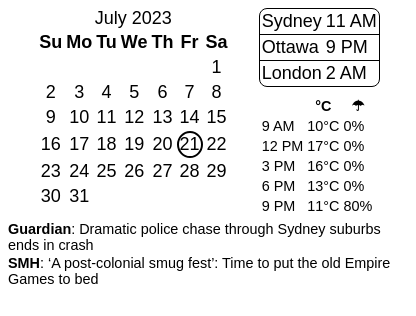 July 2023
Su Mo Tu We Th Fr Sa
1
2 3 4 5 6 7 8
9 10 11 12 13 14 15
16 17 18 19 20 21 22
23 24 25 26 27 28 29
30 31
Sydney 11 AM
Ottawa 9 PM
London 2 AM
°C ☂
9 AM 10°C 0%
12 PM 17°C 0%
3 PM 16°C 0%
6 PM 13°C 0%
9 PM 11°C 80%
Guardian: Dramatic police chase through Sydney suburbs
ends in crash
SMH: ‘A post-colonial smug fest’: Time to put the old Empire
Games to bed